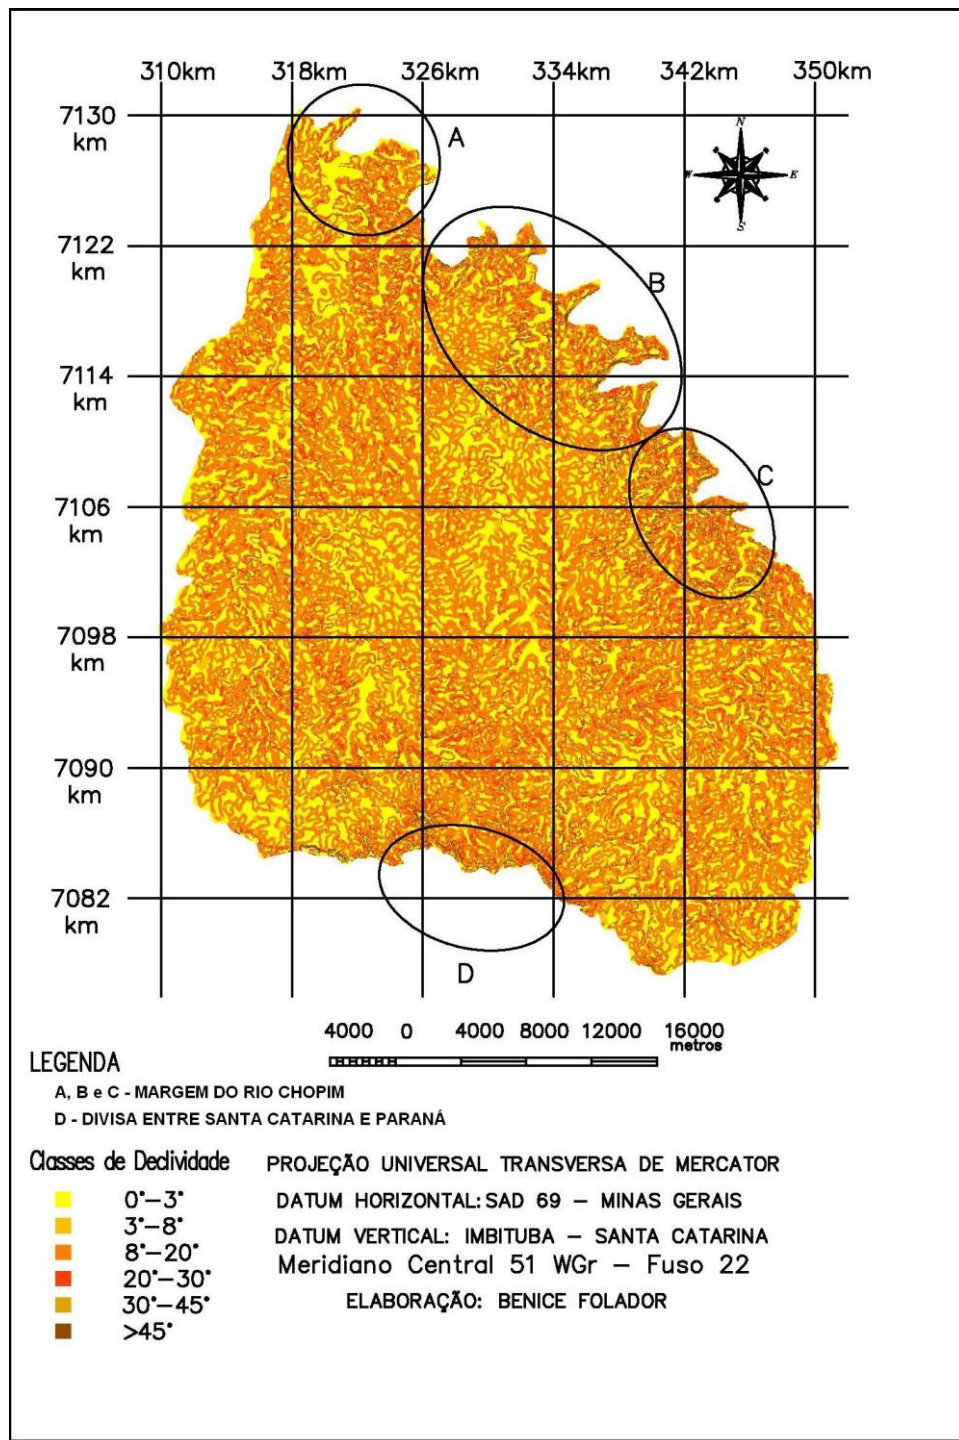 310km 318km 326km 334km 342km 350km
7130
km
A
N
W E
S
7122
km
B
7114
km
C
7106
km
7098
km
7090
km
7082
km
D
4000 0 4000 8000 12000 16000
metros
LEGENDA
A, B e C - MARGEM DO RIO CHOPIM
D - DIVISA ENTRE SANTA CATARINA E PARANÁ
Classes de Declividade
0°-3°
3°-8°
8°-20°
20°-30°
30°-45°
>45°
PROJEÇÃO UNIVERSAL TRANSVERSA DE MERCATOR
DATUM HORIZONTAL: SAD 69 – MINAS GERAIS
DATUM VERTICAL: IMBITUBA – SANTA CATARINA
Meridiano Central 51 WGr – Fuso 22
ELABORAÇÃO: BENICE FOLADOR